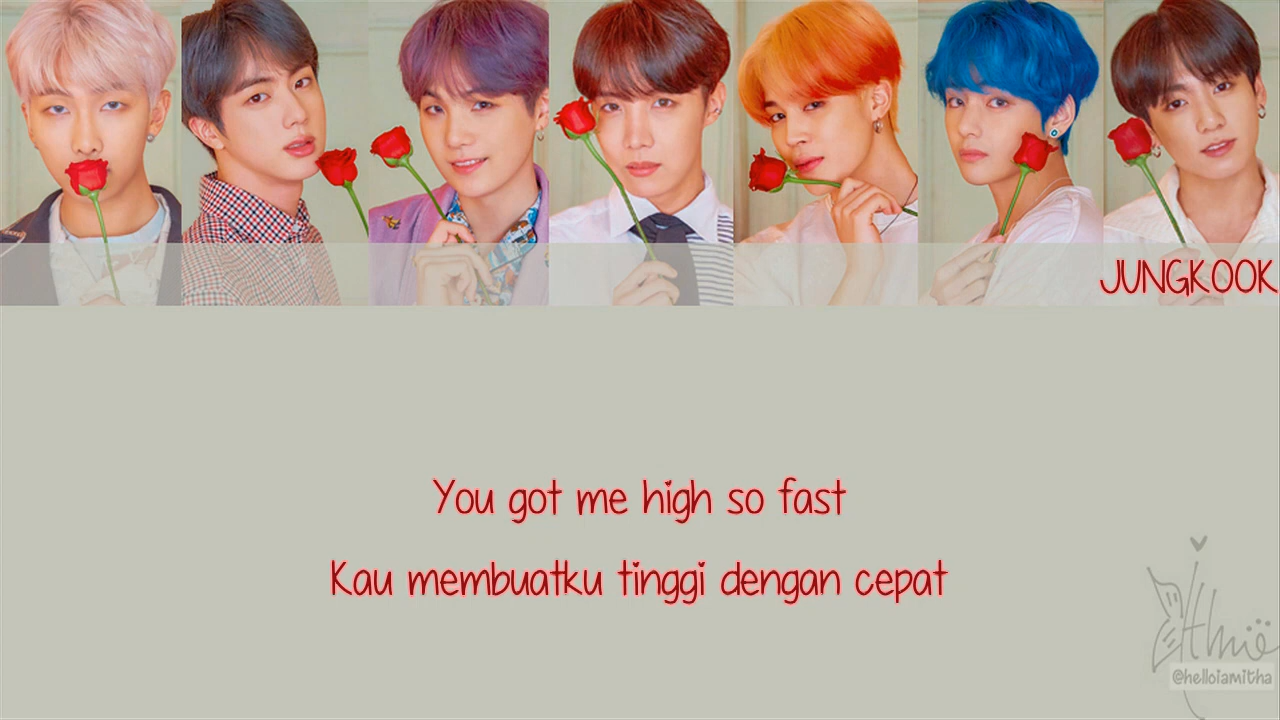 JUNGKOOK
You got me high so fast
Kau membuatku tinggi dengan cepat
@helloiamitha